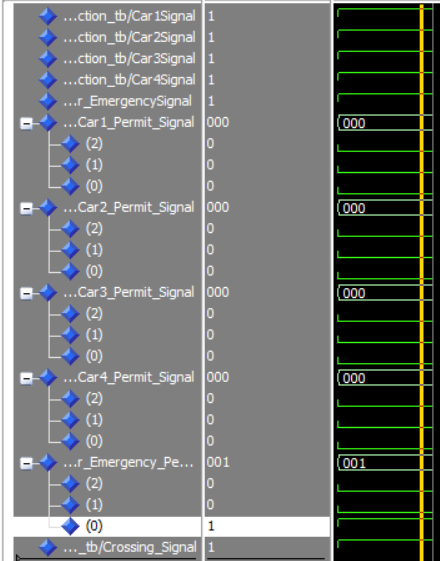 ...ction_tb/Car1Signal 1
...ction_tb/Car2Signal 1
...ction_tb/Car3Signal 1
...ction_tb/Car4Signal 1
...r_EmergencySignal 1
...Car1_Permit_Signal 000 000
(2) 0
(1) 0
(0) 0
...Car2_Permit_Signal 000 000
(2) 0
(1) 0
(0) 0
...Car3_Permit_Signal 000 000
(2) 0
(1) 0
(0) 0
...Car4_Permit_Signal 000 000
(2) 0
(1) 0
(0) 0
...r_Emergency_Pe... 001 001
(2) 0
(1) 0
(0) 1
..._tb/Crossing_Signal 1